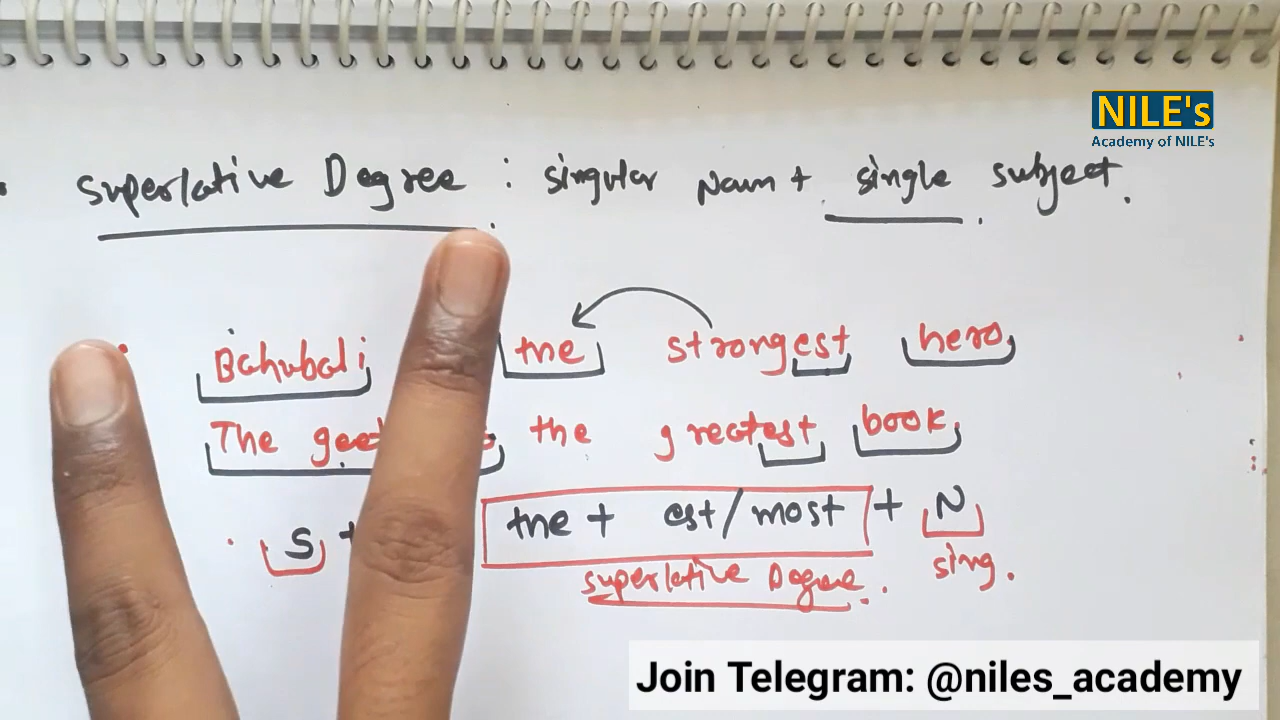 NILE's
Academy of NILE's
superlative Degree : singular Noun + single subject.
Bahubali the strongest hero
The the greatest book
S + the + est/most + N
superlative Degree. sing.
Join Telegram: @niles_academy